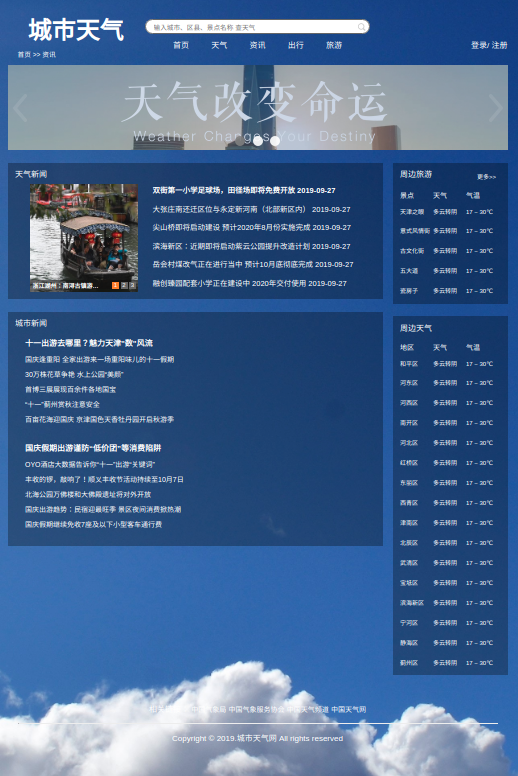 城市天气
输入城市、区县、景点名称 查天气
首页 天气 资讯 出行 旅游
登录/ 注册
首页 >> 资讯
天气改变命运
Weather Changes Your Destiny
天气新闻
双街第一小学足球场，田径场即将免费开放 2019-09-27
大张庄南还迁区位与永定新河南（北部新区内） 2019-09-27
尖山桥即将启动建设 预计2020年8月份实施完成 2019-09-27
滨海新区：近期即将启动紫云公园提升改造计划 2019-09-27
岳会村煤改气正在进行当中 预计10月底彻底完成 2019-09-27
融创臻园配套小学正在建设中 2020年交付使用 2019-09-27
浙江湖州：南浔古镇游...
1 2 3
周边旅游
更多>>
景点 天气 气温
天津之眼 多云转阴 17 ~ 30℃
意式风情街 多云转阴 17 ~ 30℃
古文化街 多云转阴 17 ~ 30℃
五大道 多云转阴 17 ~ 30℃
瓷房子 多云转阴 17 ~ 30℃
城市新闻
十一出游去哪里？魅力天津“数”风流
国庆逢重阳 全家出游来一场重阳味儿的十一假期
30万株花草争艳 水上公园“美颜”
首博三展展现百余件各地国宝
“十一”蓟州赏秋注意安全
百亩花海迎国庆 京津国色天香牡丹园开启秋游季
国庆假期出游谨防“低价团”等消费陷阱
OYO酒店大数据告诉你“十一”出游“关键词”
丰收的锣，敲响了！顺义丰收节活动持续至10月7日
北海公园万佛楼和大佛殿遗址将对外开放
国庆出游趋势：民宿迎最旺季 景区夜间消费掀热潮
国庆假期继续免收7座及以下小型客车通行费
周边天气
地区 天气 气温
和平区 多云转阴 17 ~ 30℃
河东区 多云转阴 17 ~ 30℃
河西区 多云转阴 17 ~ 30℃
南开区 多云转阴 17 ~ 30℃
河北区 多云转阴 17 ~ 30℃
红桥区 多云转阴 17 ~ 30℃
东丽区 多云转阴 17 ~ 30℃
西青区 多云转阴 17 ~ 30℃
津南区 多云转阴 17 ~ 30℃
北辰区 多云转阴 17 ~ 30℃
武清区 多云转阴 17 ~ 30℃
宝坻区 多云转阴 17 ~ 30℃
滨海新区 多云转阴 17 ~ 30℃
宁河区 多云转阴 17 ~ 30℃
静海区 多云转阴 17 ~ 30℃
蓟州区 多云转阴 17 ~ 30℃
中国气象服务协会 中国天气频道 中国天气网
Copyright © 2019.城市天气网 All rights reserved